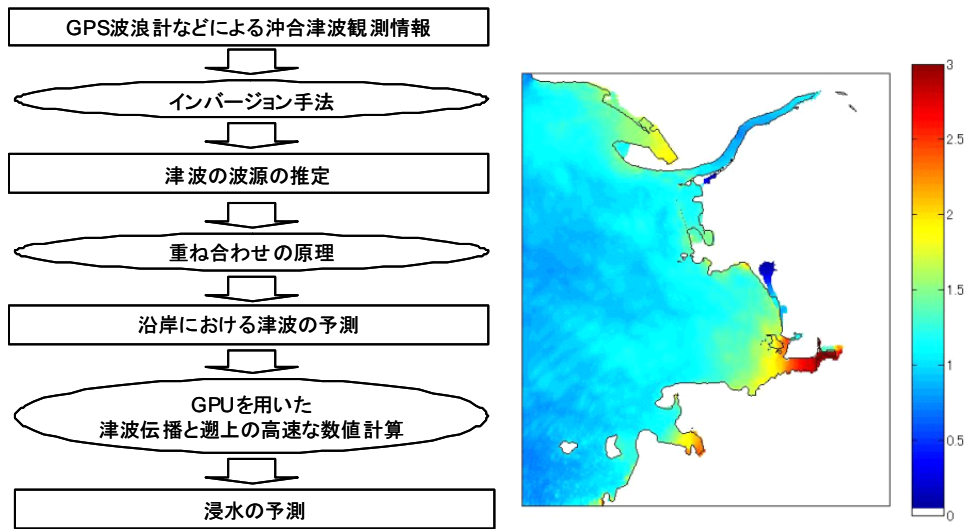 GPS波浪計などによる沖合津波観測情報
インバージョン手法
津波の波源の推定
重ね合わせの原理
沿岸における津波の予測
GPUを用いた
津波伝播と遡上の高速な数値計算
浸水の予測
3
2.5
2
1.5
1
0.5
0